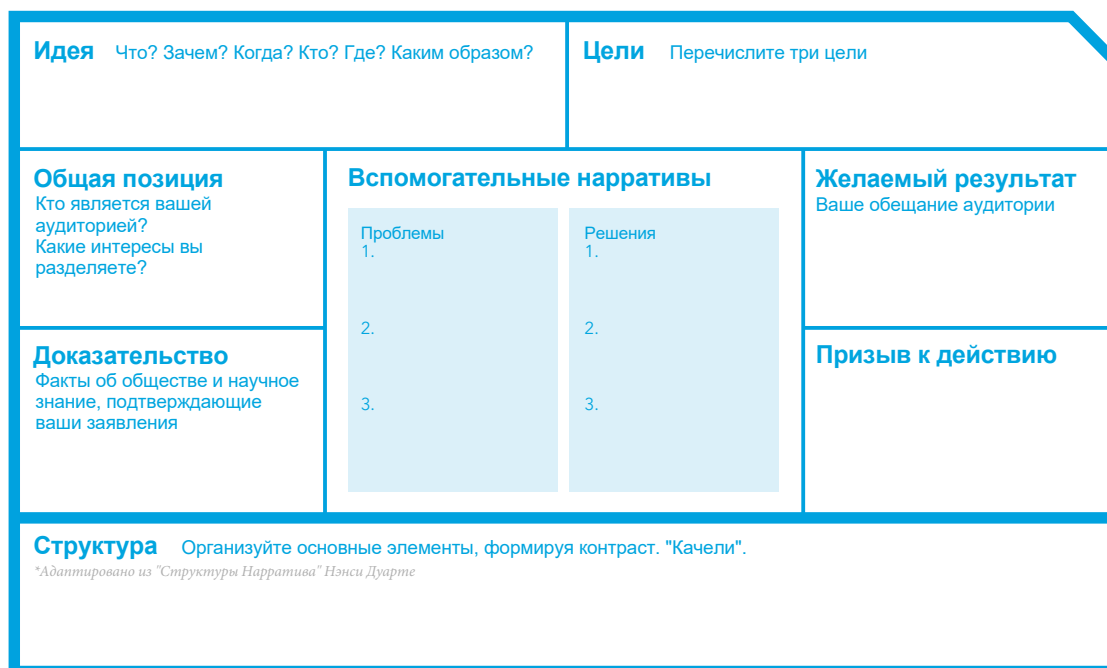 Идея Что? Зачем? Когда? Кто? Где? Каким образом?
Цели Перечислите три цели
Общая позиция
Кто является вашей
аудиторией?
Какие интересы вы
разделяете?
Доказательство
Факты об обществе и научное
знание, подтверждающие
ваши заявления
Вспомогательные нарративы
Проблемы
1.
2.
3.
Решения
1.
2.
3.
Желаемый результат
Ваше обещание аудитории
Призыв к действию
Структура Организуйте основные элементы, формируя контраст. "Качели".
*Адаптировано из "Структуры Нарратива" Нэнси Дуарте